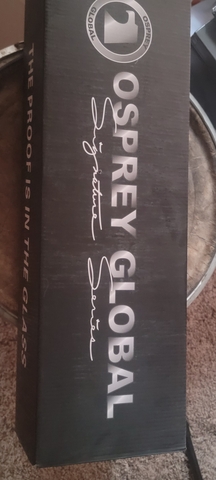 OSPREY
GLOBAL
OSPREY GLOBAL
Signature Series
THE PROOF IS IN THE GLASS